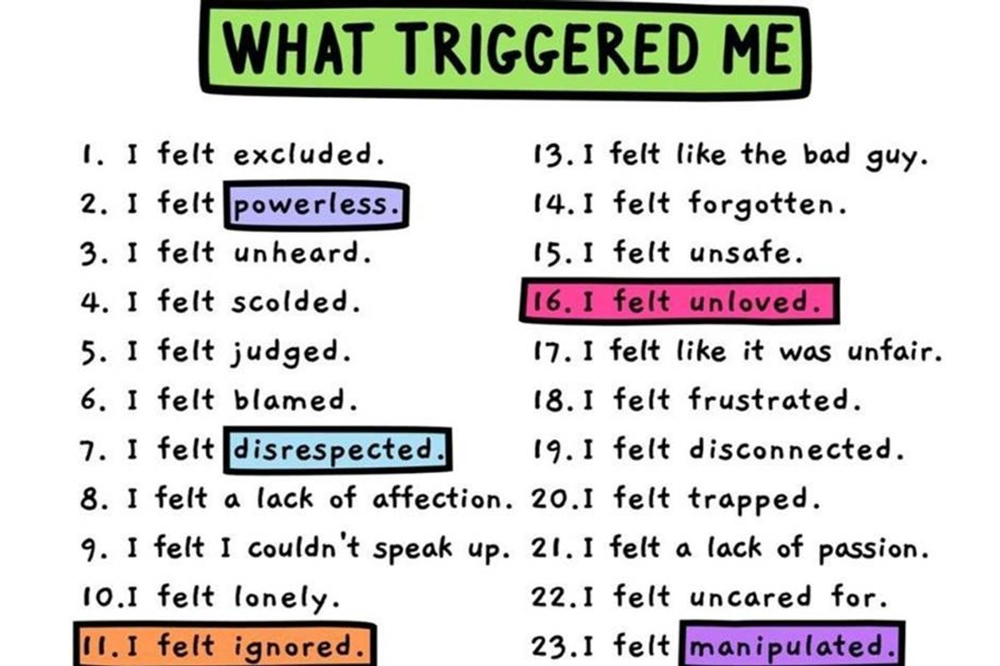 WHAT TRIGGERED ME
1. I felt excluded.
2. I felt powerless.
3. I felt unheard.
4. I felt scolded.
5. I felt judged.
6. I felt blamed.
7. I felt disrespected.
8. I felt a lack of affection.
9. I felt I couldn't speak up.
10. I felt lonely.
11. I felt ignored.
13. I felt like the bad guy.
14. I felt forgotten.
15. I felt unsafe.
16. I felt unloved.
17. I felt like it was unfair.
18. I felt frustrated.
19. I felt disconnected.
20. I felt trapped.
21. I felt a lack of passion.
22. I felt uncared for.
23. I felt manipulated.